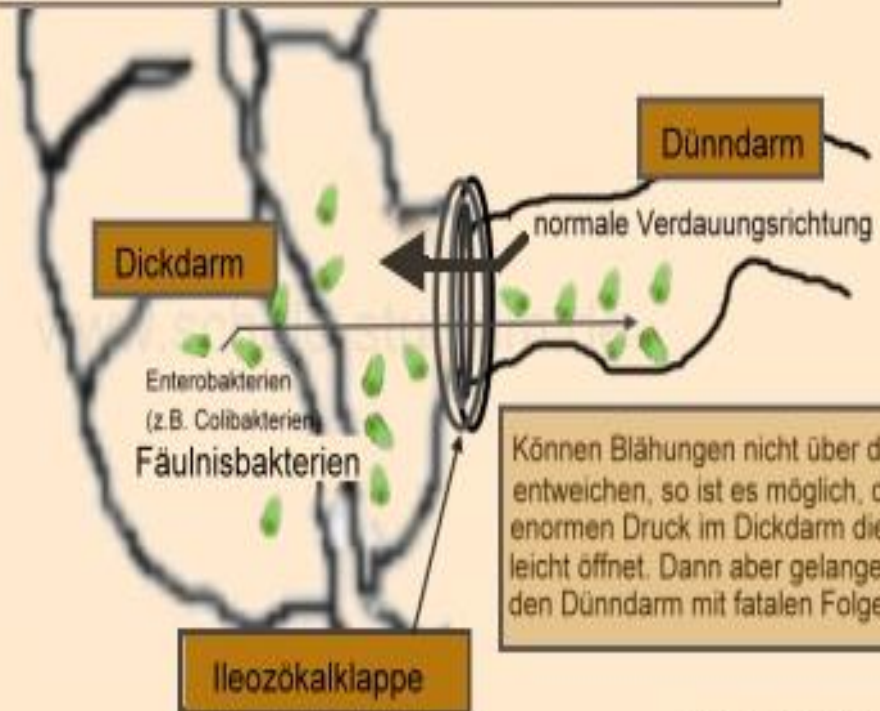 Dünndarm
normale Verdauungsrichtung
Dickdarm
Enterobakterien
(z.B. Colibakterien)
Fäulnisbakterien
Können Blähungen nicht über d
entweichen, so ist es möglich, d
enormen Druck im Dickdarm die
leicht öffnet. Dann aber gelange
den Dünndarm mit fatalen Folge
Ileozökalklappe